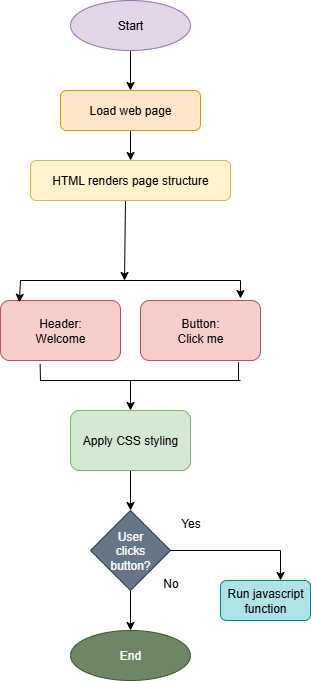 Start
Load web page
HTML renders page structure
Header:
Welcome
Button:
Click me
Apply CSS styling
User
clicks
button?
Yes
No
Run javascript
function
End